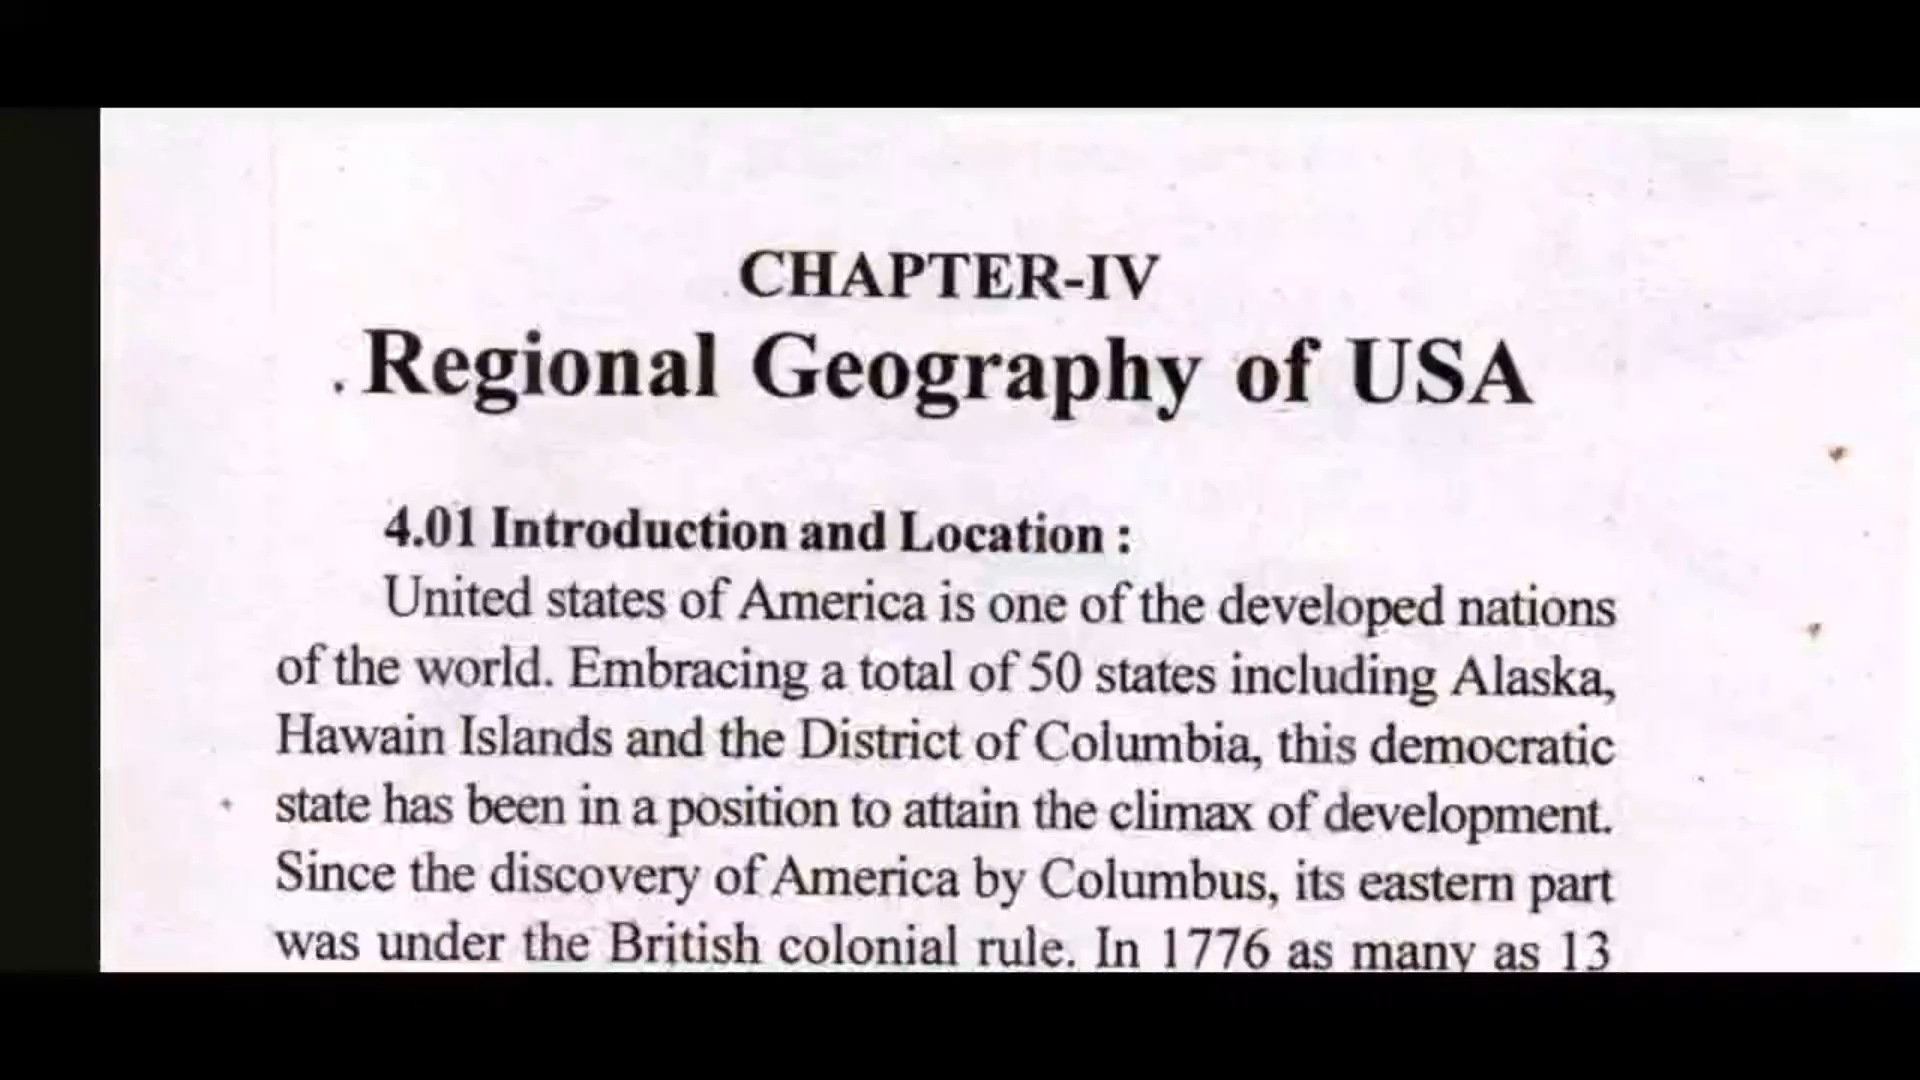 CHAPTER-IV
Regional Geography of USA
4.01 Introduction and Location :
United states of America is one of the developed nations
of the world. Embracing a total of 50 states including Alaska,
Hawain Islands and the District of Columbia, this democratic
state has been in a position to attain the climax of development.
Since the discovery of America by Columbus, its eastern part
was under the British colonial rule. In 1776 as many as 13